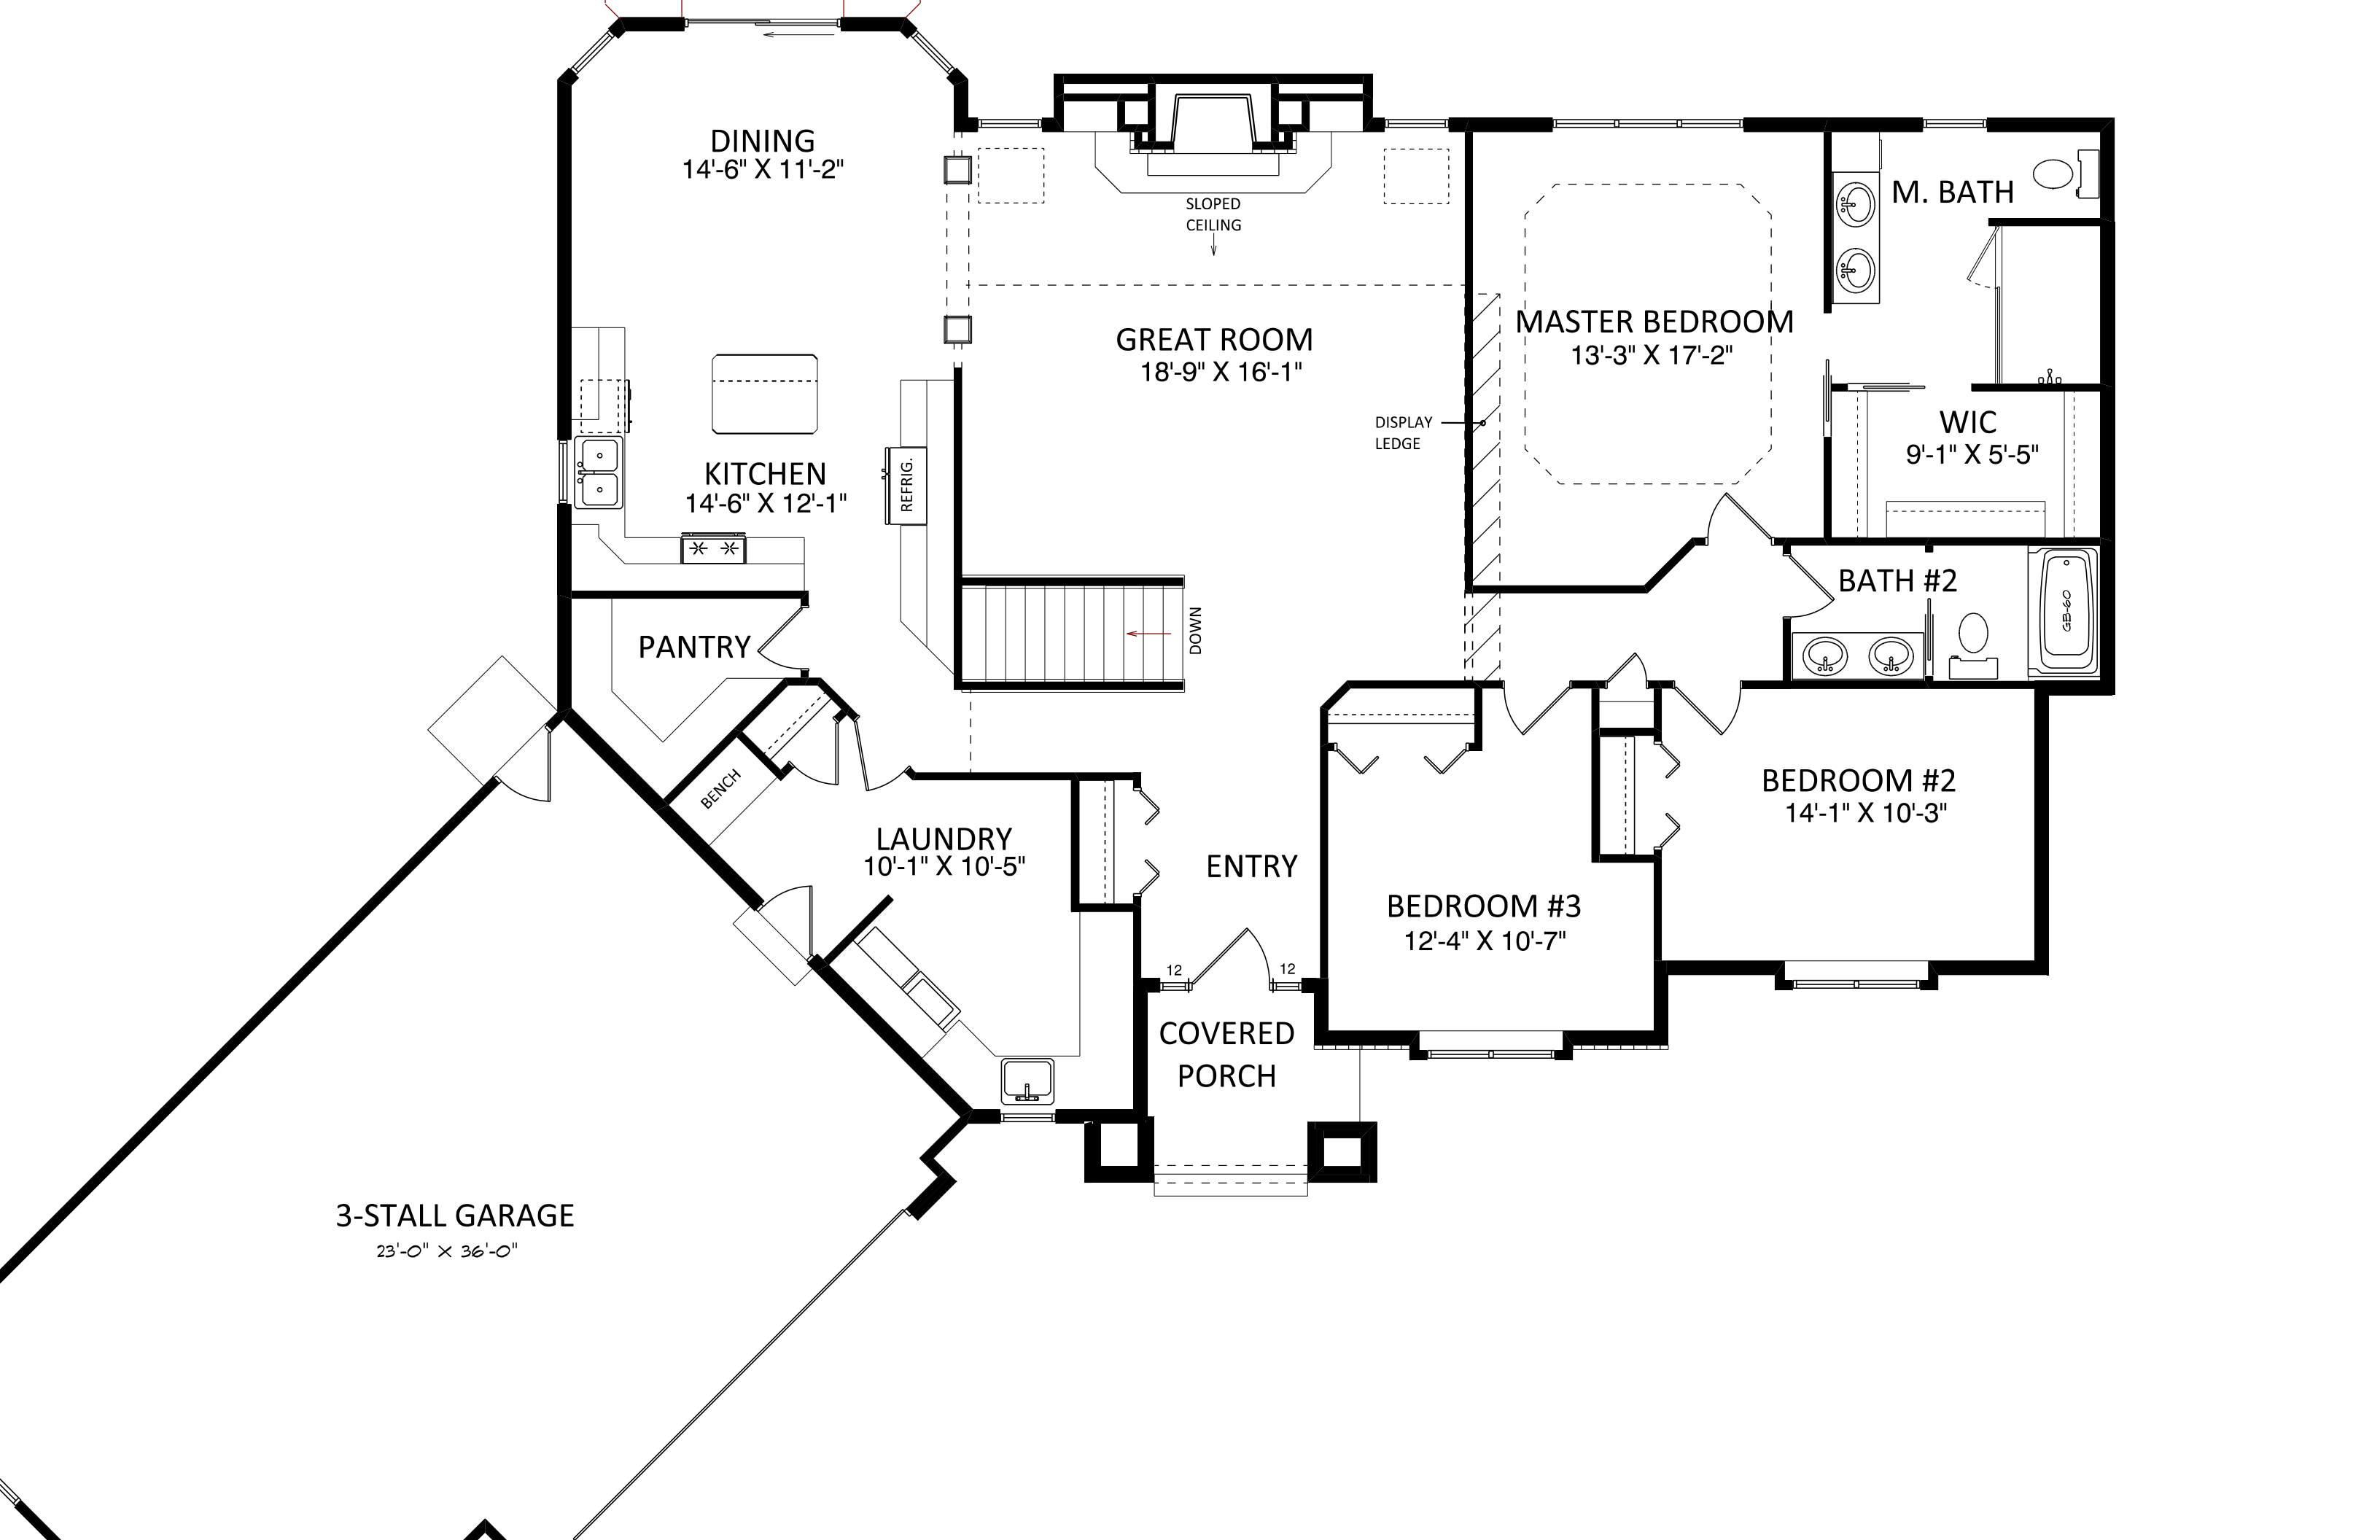 DINING
14'-6" X 11'-2"
SLOPED
CEILING
M. BATH
GREAT ROOM
18'-9" X 16'-1"
MASTER BEDROOM
13'-3" X 17'-2"
DISPLAY
LEDGE
WIC
9'-1" X 5'-5"
KITCHEN
14'-6" X 12'-1"
REFRIG.
PANTRY
DOWN
BATH #2
GB-60
BENCH
LAUNDRY
10'-1" X 10'-5"
ENTRY
BEDROOM #2
14'-1" X 10'-3"
BEDROOM #3
12'-4" X 10'-7"
12
12
COVERED
PORCH
3-STALL GARAGE
23'-0" X 36'-0"